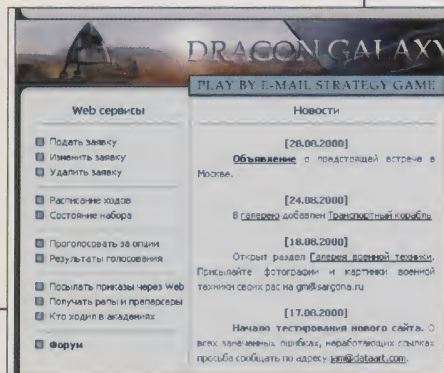 DRAGON GALAXY
PLAY BY E-MAIL STRATEGY GAME
Web сервисы
Подать заявку
Изменить заявку
Удалить заявку
Расписание ходов
Состояние набора
Проголосовать за опции
Результаты голосования
Посылать приказы через Web
Получать репы и преперсеры
Кто ходил в академиях
Форум
Новости
[28.08.2000]
Объявление о предстоящей встрече в
Москве.
[24.08.2000]
В галерею добавлен Транспортный корабль
[18.08.2000]
Открыт раздел Галерея военной техники.
Присылайте фотографии и картинки военной
техники своих рас на gm@sargona.ru
[17.08.2000]
Начало тестирования нового сайта. О
всех замеченных ошибках, неработающих ссылках
просьба сообщать по адресу jam@dataart.com.